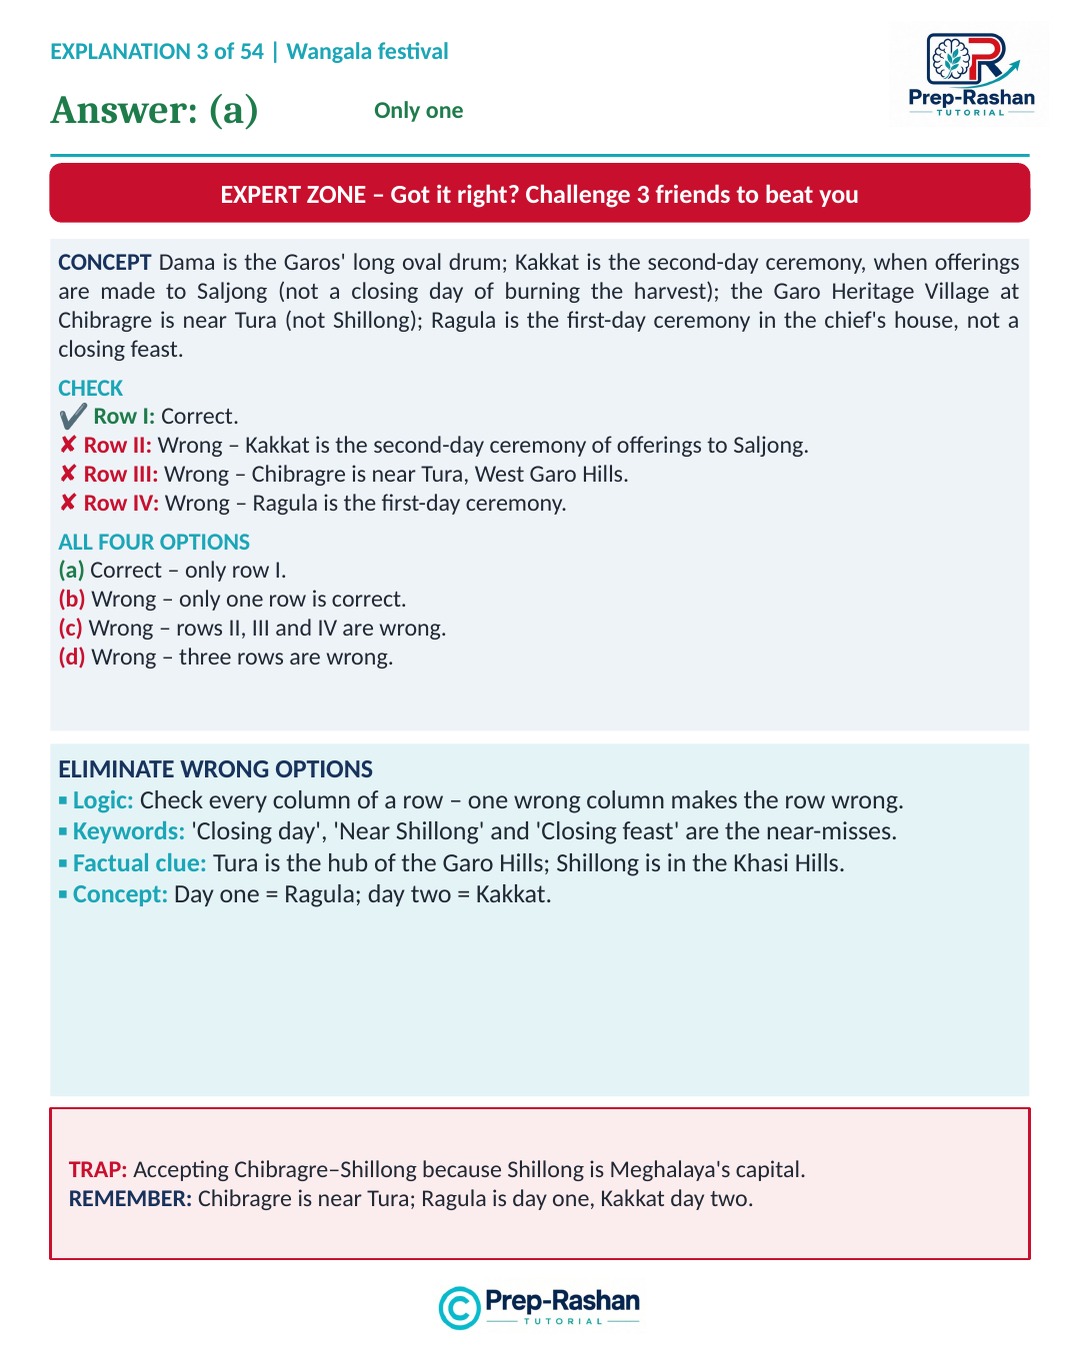 EXPLANATION 3 of 54 | Wangala festival
Prep-Rashan
TUTORIAL
Answer: (a)
Only one
EXPERT ZONE – Got it right? Challenge 3 friends to beat you
CONCEPT Dama is the Garos' long oval drum; Kakkat is the second-day ceremony, when offerings
are made to Saljong (not a closing day of burning the harvest); the Garo Heritage Village at
Chibragre is near Tura (not Shillong); Ragula is the first-day ceremony in the chief's house, not a
closing feast.
CHECK
✔ Row I: Correct.
✘ Row II: Wrong – Kakkat is the second-day ceremony of offerings to Saljong.
✘ Row III: Wrong – Chibragre is near Tura, West Garo Hills.
✘ Row IV: Wrong – Ragula is the first-day ceremony.
ALL FOUR OPTIONS
(a) Correct – only row I.
(b) Wrong – only one row is correct.
(c) Wrong – rows II, III and IV are wrong.
(d) Wrong – three rows are wrong.
ELIMINATE WRONG OPTIONS
▪ Logic: Check every column of a row – one wrong column makes the row wrong.
▪ Keywords: 'Closing day', 'Near Shillong' and 'Closing feast' are the near-misses.
▪ Factual clue: Tura is the hub of the Garo Hills; Shillong is in the Khasi Hills.
▪ Concept: Day one = Ragula; day two = Kakkat.
TRAP: Accepting Chibragre–Shillong because Shillong is Meghalaya's capital.
REMEMBER: Chibragre is near Tura; Ragula is day one, Kakkat day two.
© Prep-Rashan
TUTORIAL